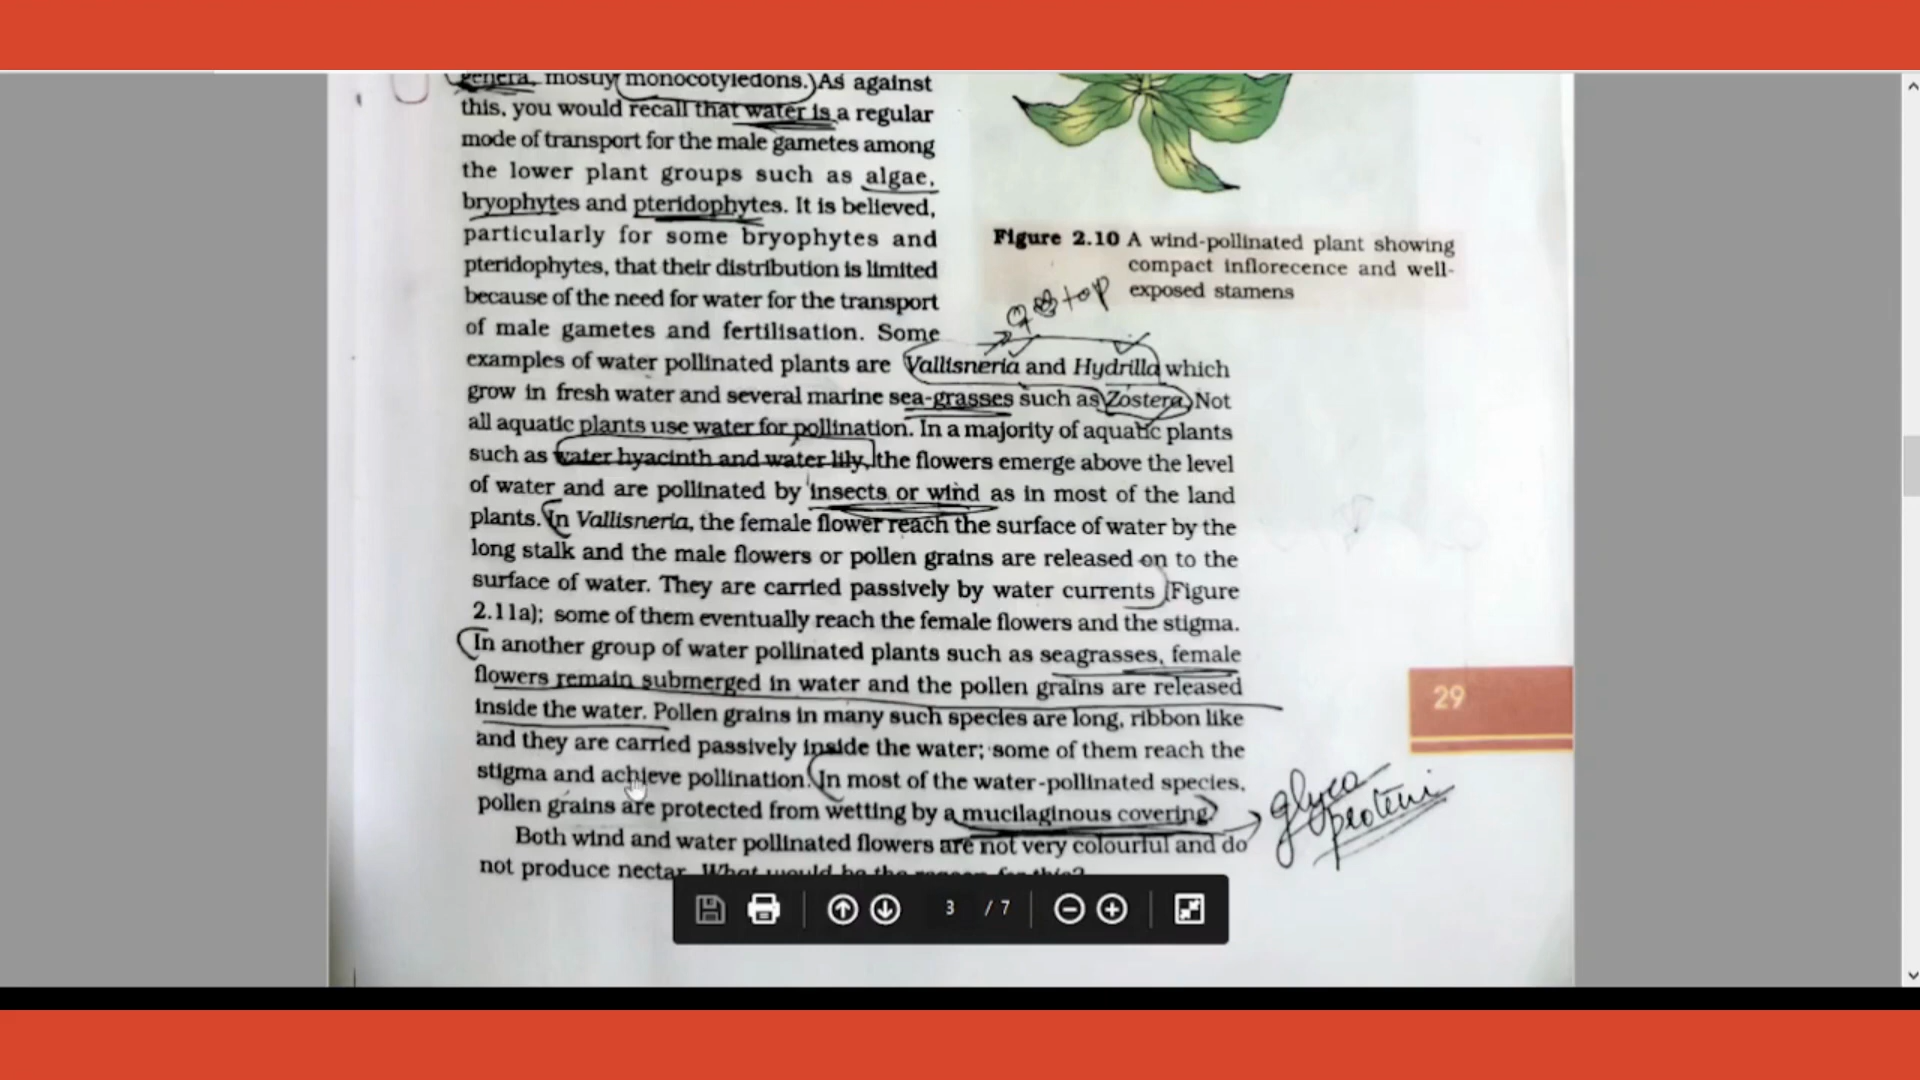 genera, mostly monocotyledons. As against
this, you would recall that water is a regular
mode of transport for the male gametes among
the lower plant groups such as algae,
bryophytes and pteridophytes. It is believed,
particularly for some bryophytes and
pteridophytes, that their distribution is limited
because of the need for water for the transport
of male gametes and fertilisation. Some
examples of water pollinated plants are Vallisneria and Hydrilla which
grow in fresh water and several marine sea-grasses such as Zostera. Not
all aquatic plants use water for pollination. In a majority of aquatic plants
such as water hyacinth and water lily, the flowers emerge above the level
of water and are pollinated by insects or wind as in most of the land
plants. In Vallisneria, the female flower reach the surface of water by the
long stalk and the male flowers or pollen grains are released on to the
surface of water. They are carried passively by water currents (Figure
2.11a); some of them eventually reach the female flowers and the stigma.
In another group of water pollinated plants such as seagrasses, female
flowers remain submerged in water and the pollen grains are released
inside the water. Pollen grains in many such species are long, ribbon like
and they are carried passively inside the water; some of them reach the
stigma and achieve pollination. In most of the water-pollinated species,
pollen grains are protected from wetting by a mucilaginous covering.
Both wind and water pollinated flowers are not very colourful and do
not produce nectar. What would be the reason for this?
Figure 2.10 A wind-pollinated plant showing
compact inflorecence and well-
exposed stamens
top
29
glyco
protein
3 / 7